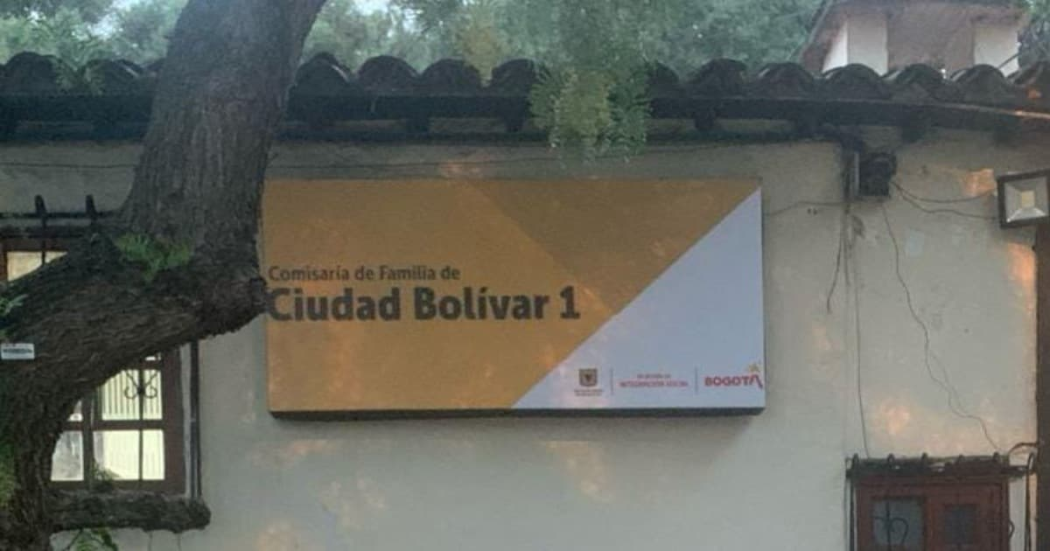 Comisaría de Familia de
Ciudad Bolívar 1
INTEGRACIÓN SOCIAL
BOGOTÁ